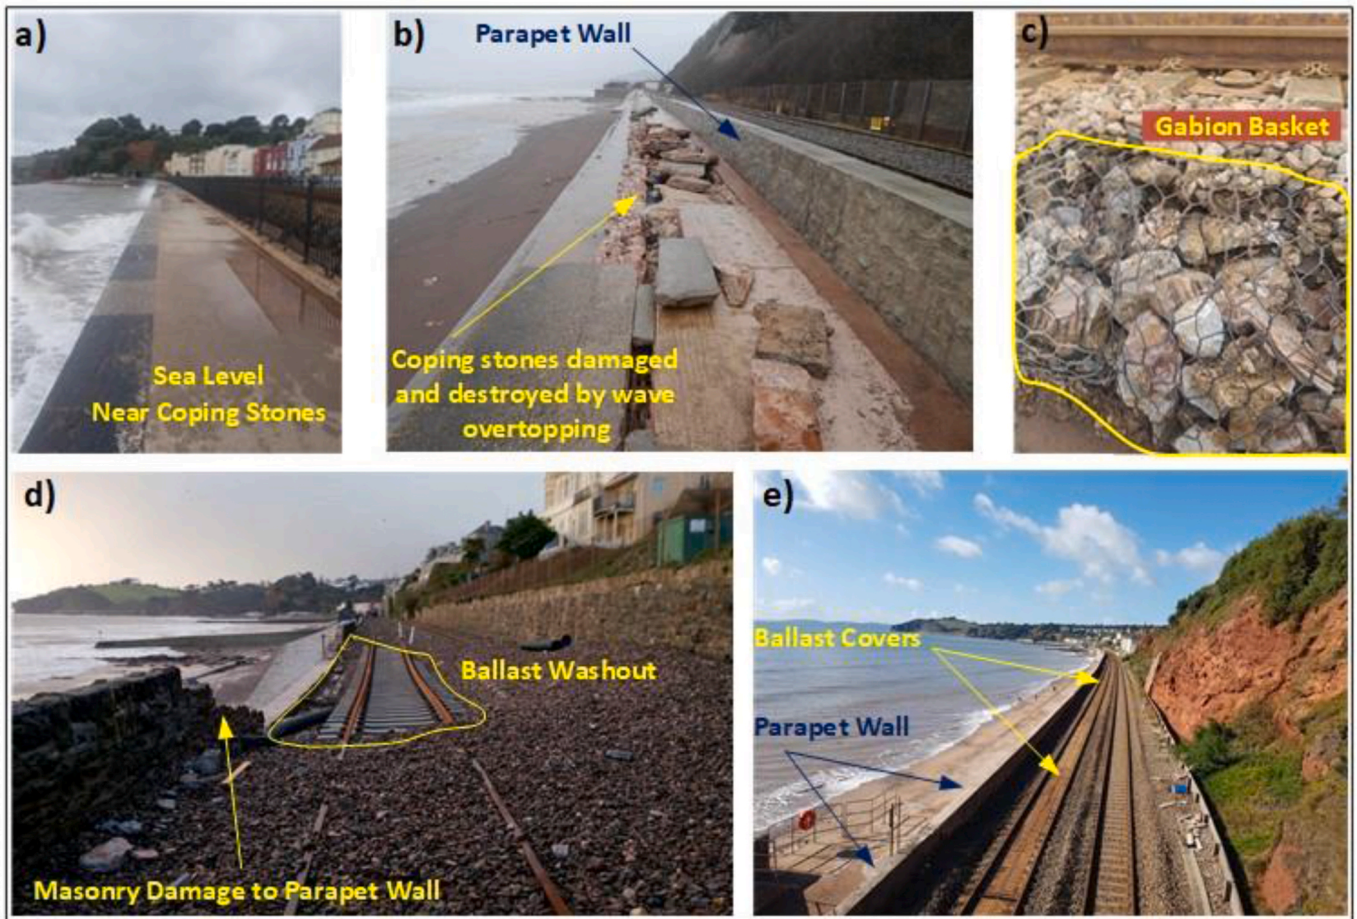 a)
Sea Level
Near Coping Stones
b)
Parapet Wall
Coping stones damaged
and destroyed by wave
overtopping
c)
Gabion Basket
d)
Ballast Washout
Masonry Damage to Parapet Wall
e)
Ballast Covers
Parapet Wall